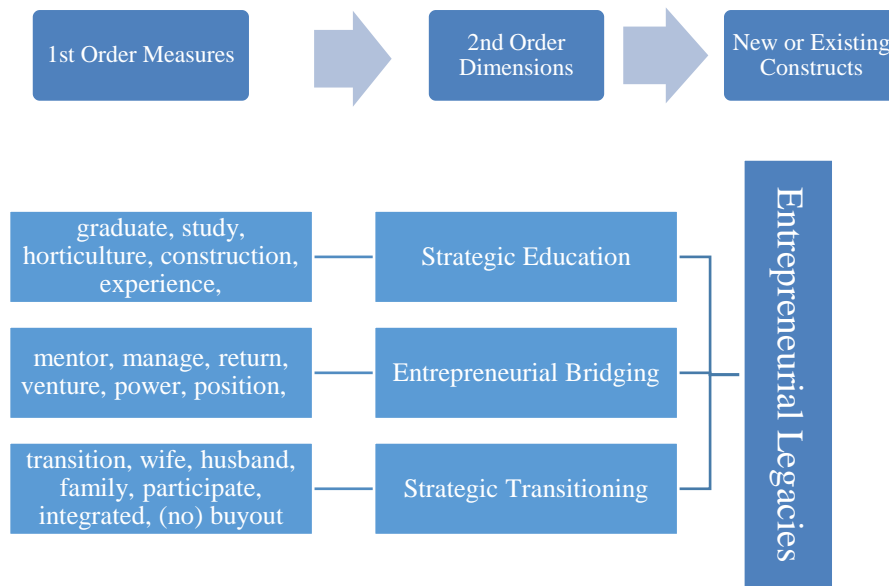 1st Order Measures
2nd Order
Dimensions
New or Existing
Constructs
graduate, study,
horticulture, construction,
experience,
Strategic Education
mentor, manage, return,
venture, power, position,
Entrepreneurial Bridging
transition, wife, husband,
family, participate,
integrated, (no) buyout
Strategic Transitioning
Entrepreneurial Legacies